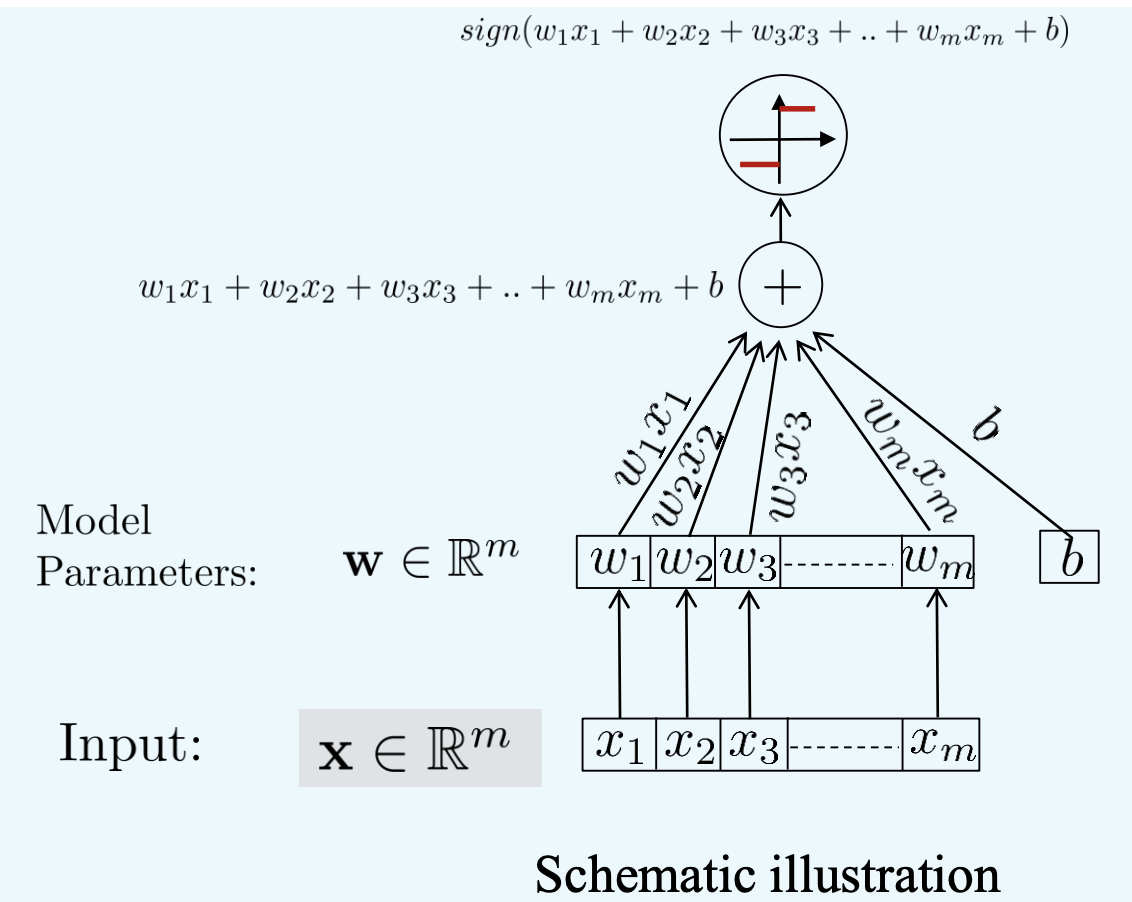 sign(w₁x₁ + w₂x₂ + w₃x₃ + .. + wₘxₘ + b)
w₁x₁ + w₂x₂ + w₃x₃ + .. + wₘxₘ + b
+
w₁x₁ w₂x₂ w₃x₃ wₘxₘ b
Model
Parameters:
𝐰 ∈ ℝᵐ
w₁ w₂ w₃ ---------- wₘ b
Input:
𝐱 ∈ ℝᵐ
x₁ x₂ x₃ ---------- xₘ
Schematic illustration